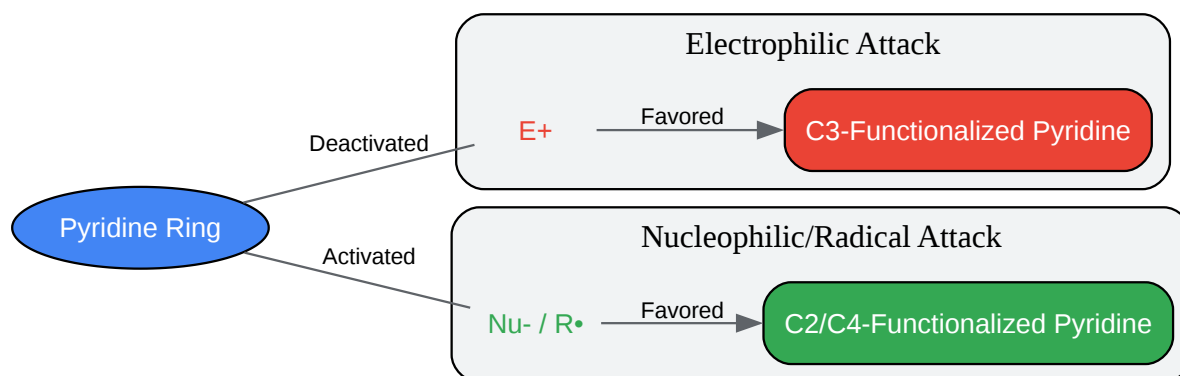 Electrophilic Attack
Deactivated
E+
Favored
C3-Functionalized Pyridine
Pyridine Ring
Activated
Nucleophilic/Radical Attack
Nu- / R•
Favored
C2/C4-Functionalized Pyridine